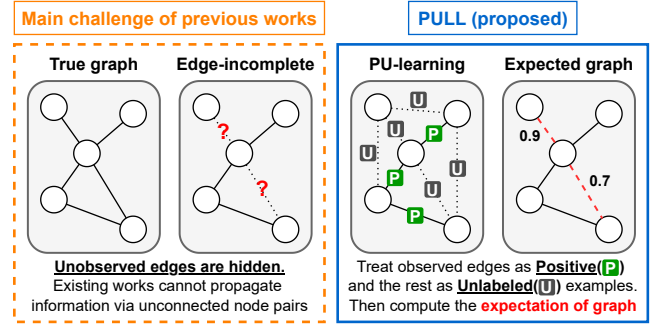 Main challenge of previous works
PULL (proposed)
True graph
Edge-incomplete
PU-learning
Expected graph
?
?
U
U
P
U
U
P
U
P
0.9
0.7
Unobserved edges are hidden.
Existing works cannot propagate
information via unconnected node pairs
Treat observed edges as Positive(P)
and the rest as Unlabeled(U) examples.
Then compute the expectation of graph